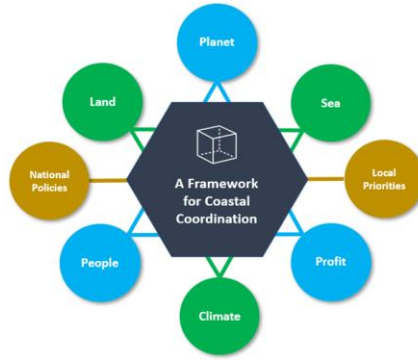 Planet
Land
Sea
National
Policies
A Framework
for Coastal
Coordination
Local
Priorities
People
Profit
Climate